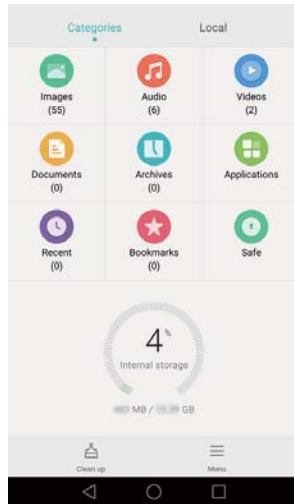 Categories Local
Images Audio Videos
(55) (6) (2)
Documents Archives Applications
(0) (0)
Recent Bookmarks Safe
(0) (0)
4%
Internal storage
MB / GB
Clean up Menu